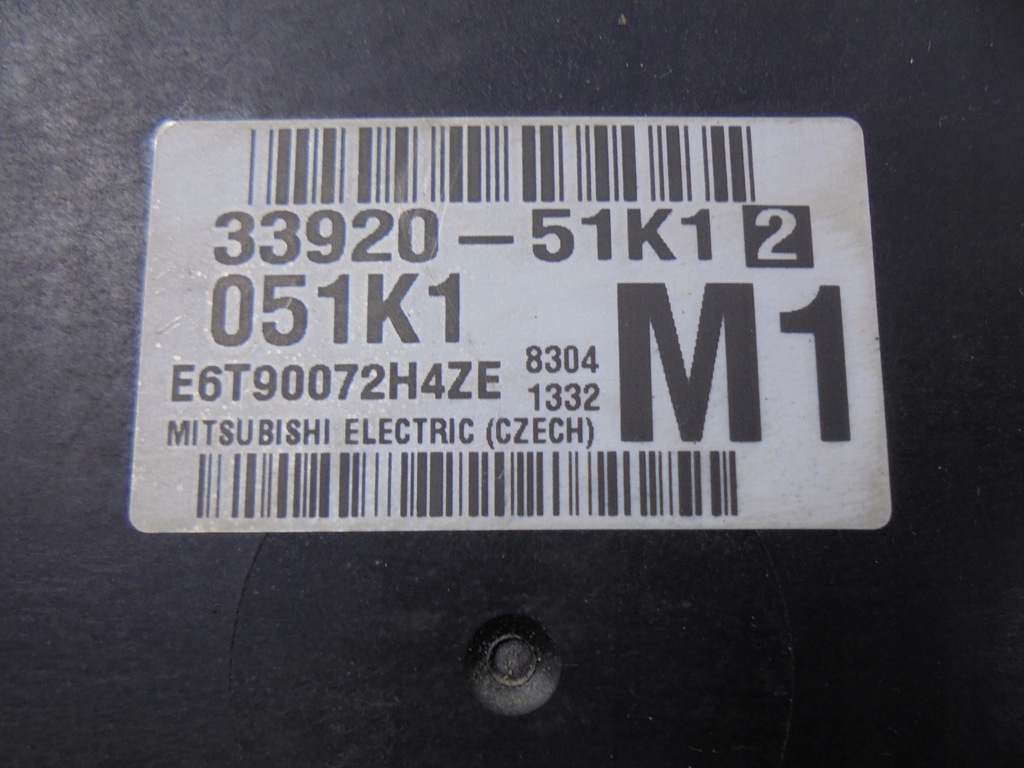 33920-51K1 2
051K1
E6T90072H4ZE 8304 1332 M1
MITSUBISHI ELECTRIC (CZECH)